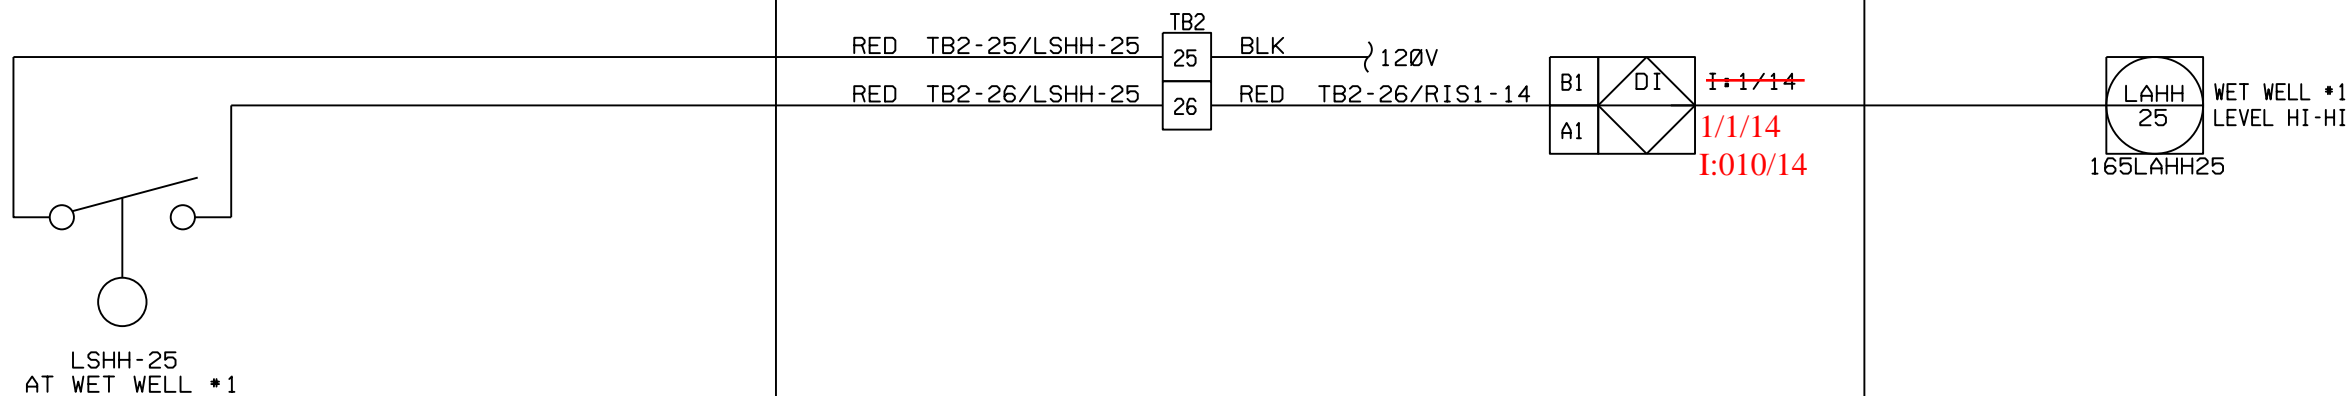 TB2
RED TB2-25/LSHH-25 25 BLK 120V
RED TB2-26/LSHH-25 26 RED TB2-26/RIS1-14
B1 DI I:1/14
A1
1/1/14
I:010/14
LAHH
25
165LAHH25
WET WELL #1
LEVEL HI-HI
LSHH-25
AT WET WELL #1